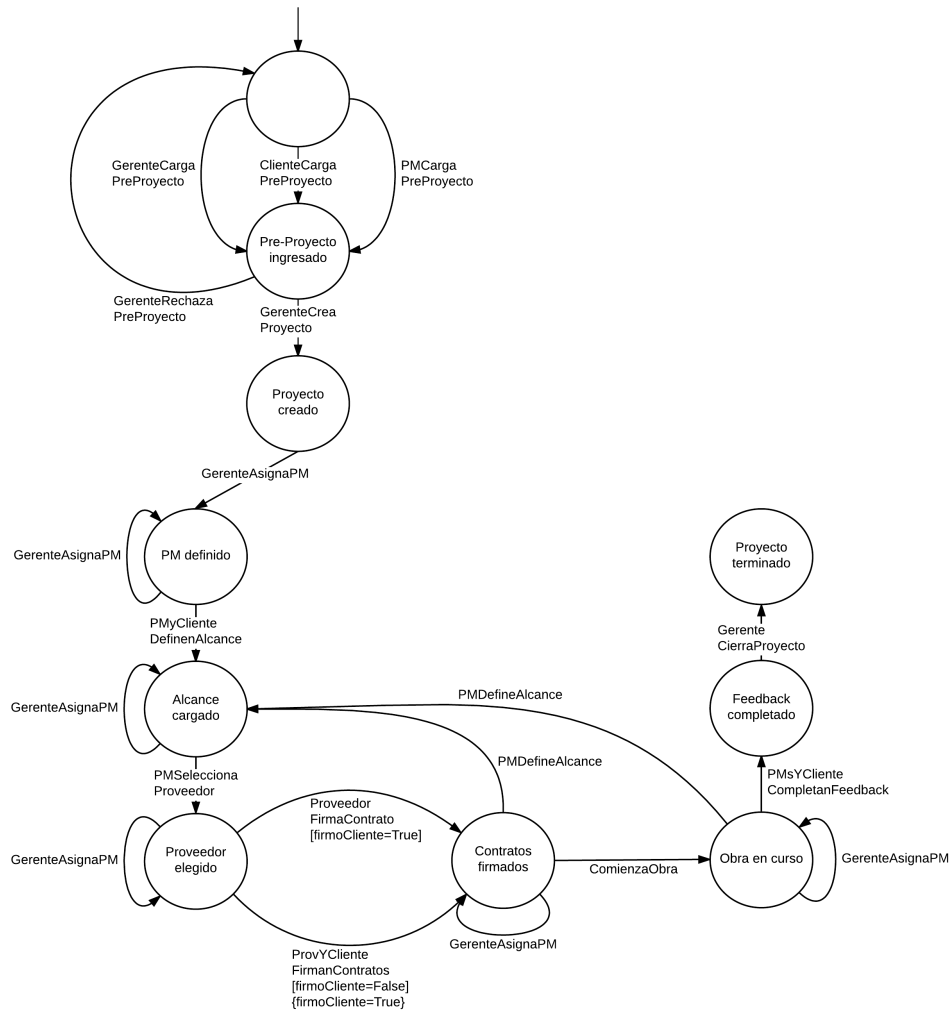 GerenteCarga
PreProyecto
ClienteCarga
PreProyecto
PMCarga
PreProyecto
Pre-Proyecto
ingresado
GerenteRechaza
PreProyecto
GerenteCrea
Proyecto
Proyecto
creado
GerenteAsignaPM
GerenteAsignaPM
PM definido
Proyecto
terminado
PMyCliente
DefinenAlcance
Gerente
CierraProyecto
GerenteAsignaPM
Alcance
cargado
PMDefineAlcance
PMDefineAlcance
Feedback
completado
PMSelecciona
Proveedor
PMsYCliente
CompletanFeedback
GerenteAsignaPM
Proveedor
elegido
Proveedor
FirmaContrato
[firmoCliente=True]
Contratos
firmados
ComienzaObra
Obra en curso
GerenteAsignaPM
GerenteAsignaPM
ProvYCliente
FirmanContratos
[firmoCliente=False]
{firmoCliente=True}